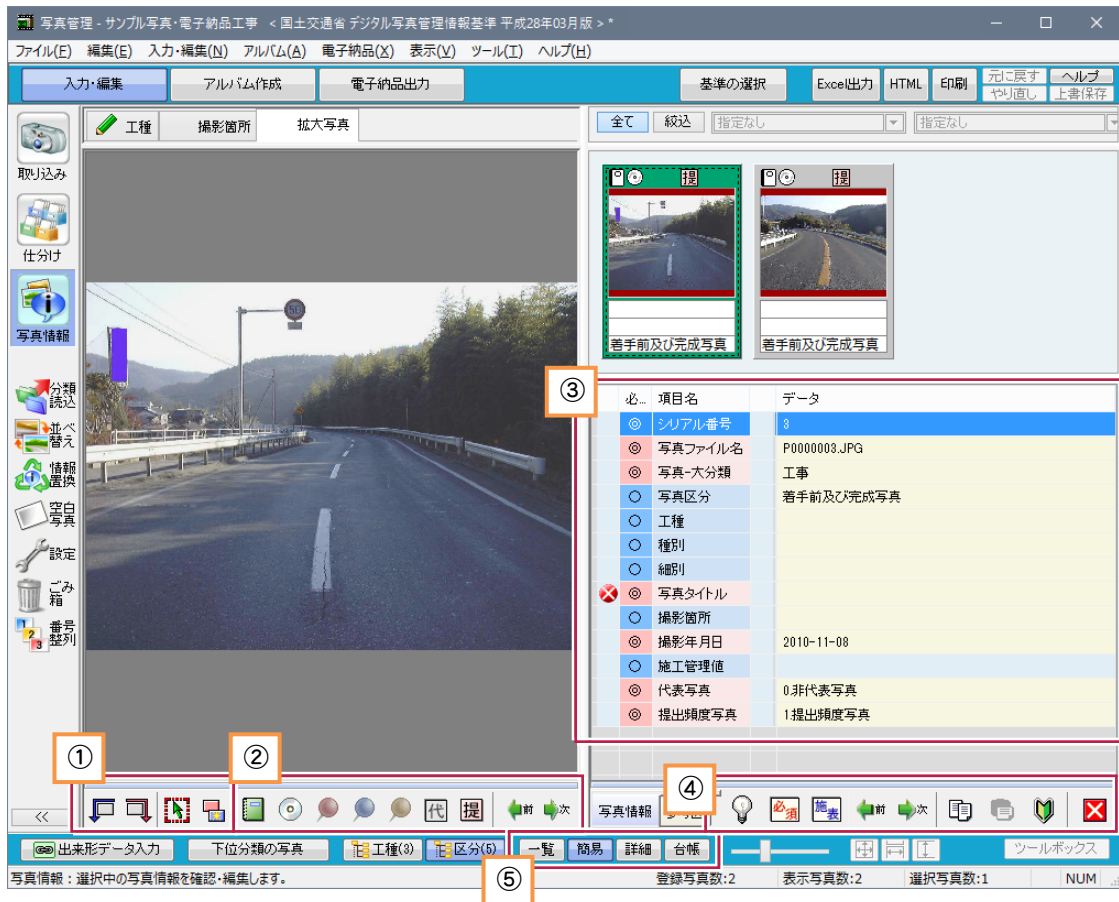 写真管理 - サンプル写真・電子納品工事 < 国土交通省 デジタル写真管理情報基準 平成28年03月版 > *
ファイル(F) 編集(E) 入力・編集(N) アルバム(A) 電子納品(X) 表示(V) ツール(T) ヘルプ(H)
入力・編集 アルバム作成 電子納品出力 基準の選択 Excel出力 HTML 印刷 元に戻す ヘルプ
やり直し 上書保存
工種 撮影箇所 拡大写真 全て 絞込 指定なし 指定なし
取り込み
仕分け
写真情報
分類
読込
並べ
替え
情報
置換
空白
写真
設定
ごみ
箱
番号
整列
<<
50
提 提
着手前及び完成写真 着手前及び完成写真
③
必... 項目名 データ
◎ シリアル番号 3
◎ 写真ファイル名 P0000003.JPG
◎ 写真-大分類 工事
○ 写真区分 着手前及び完成写真
○ 工種
○ 種別
○ 細別
◎ 写真タイトル
○ 撮影箇所
◎ 撮影年月日 2010-11-08
○ 施工管理値
◎ 代表写真 0.非代表写真
◎ 提出頻度写真 1.提出頻度写真
① ② ④
代 提 前 次 写真情報 必須 施表 前 次
出来形データ入力 下位分類の写真 工種(3) 区分(5) 一覧 簡易 詳細 台帳 ツールボックス
⑤
写真情報：選択中の写真情報を確認・編集します。 登録写真数:2 表示写真数:2 選択写真数:1 NUM